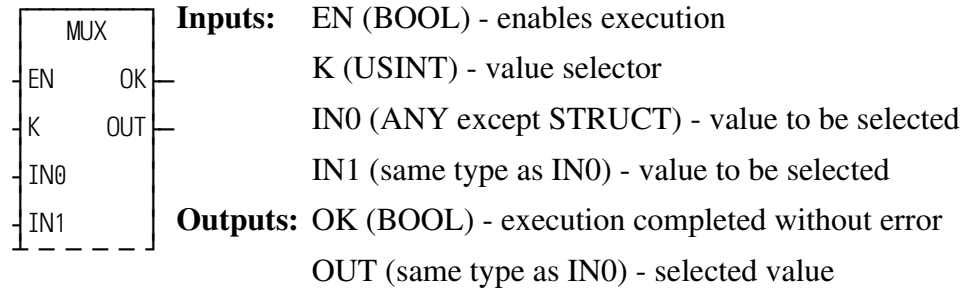 MUX
EN OK
K OUT
IN0
IN1
Inputs: EN (BOOL) - enables execution
K (USINT) - value selector
IN0 (ANY except STRUCT) - value to be selected
IN1 (same type as IN0) - value to be selected
Outputs: OK (BOOL) - execution completed without error
OUT (same type as IN0) - selected value